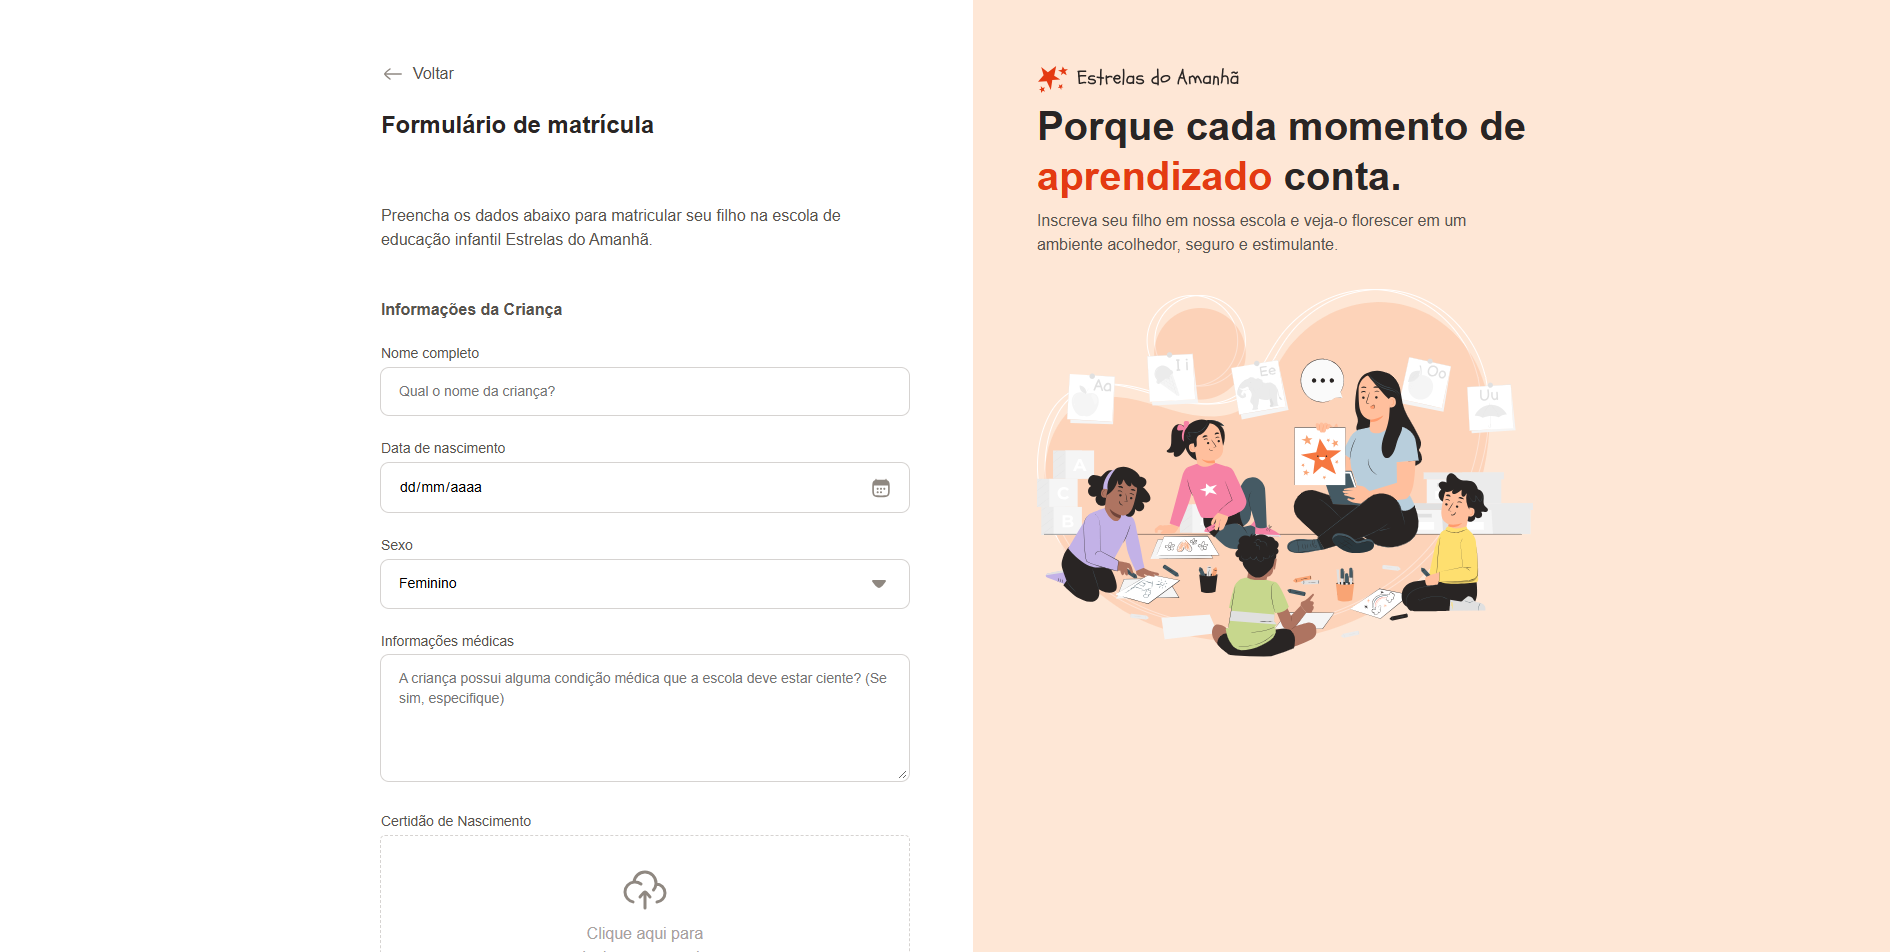 Voltar
Formulário de matrícula
Preencha os dados abaixo para matricular seu filho na escola de
educação infantil Estrelas do Amanhã.
Informações da Criança
Nome completo
Qual o nome da criança?
Data de nascimento
dd/mm/aaaa
Sexo
Feminino
Informações médicas
A criança possui alguma condição médica que a escola deve estar ciente? (Se
sim, especifique)
Certidão de Nascimento
Clique aqui para
Estrelas do Amanhã
Porque cada momento de
aprendizado conta.
Inscreva seu filho em nossa escola e veja-o florescer em um
ambiente acolhedor, seguro e estimulante.
Aa
I i
Ee
Oo
Uu
A
C
B